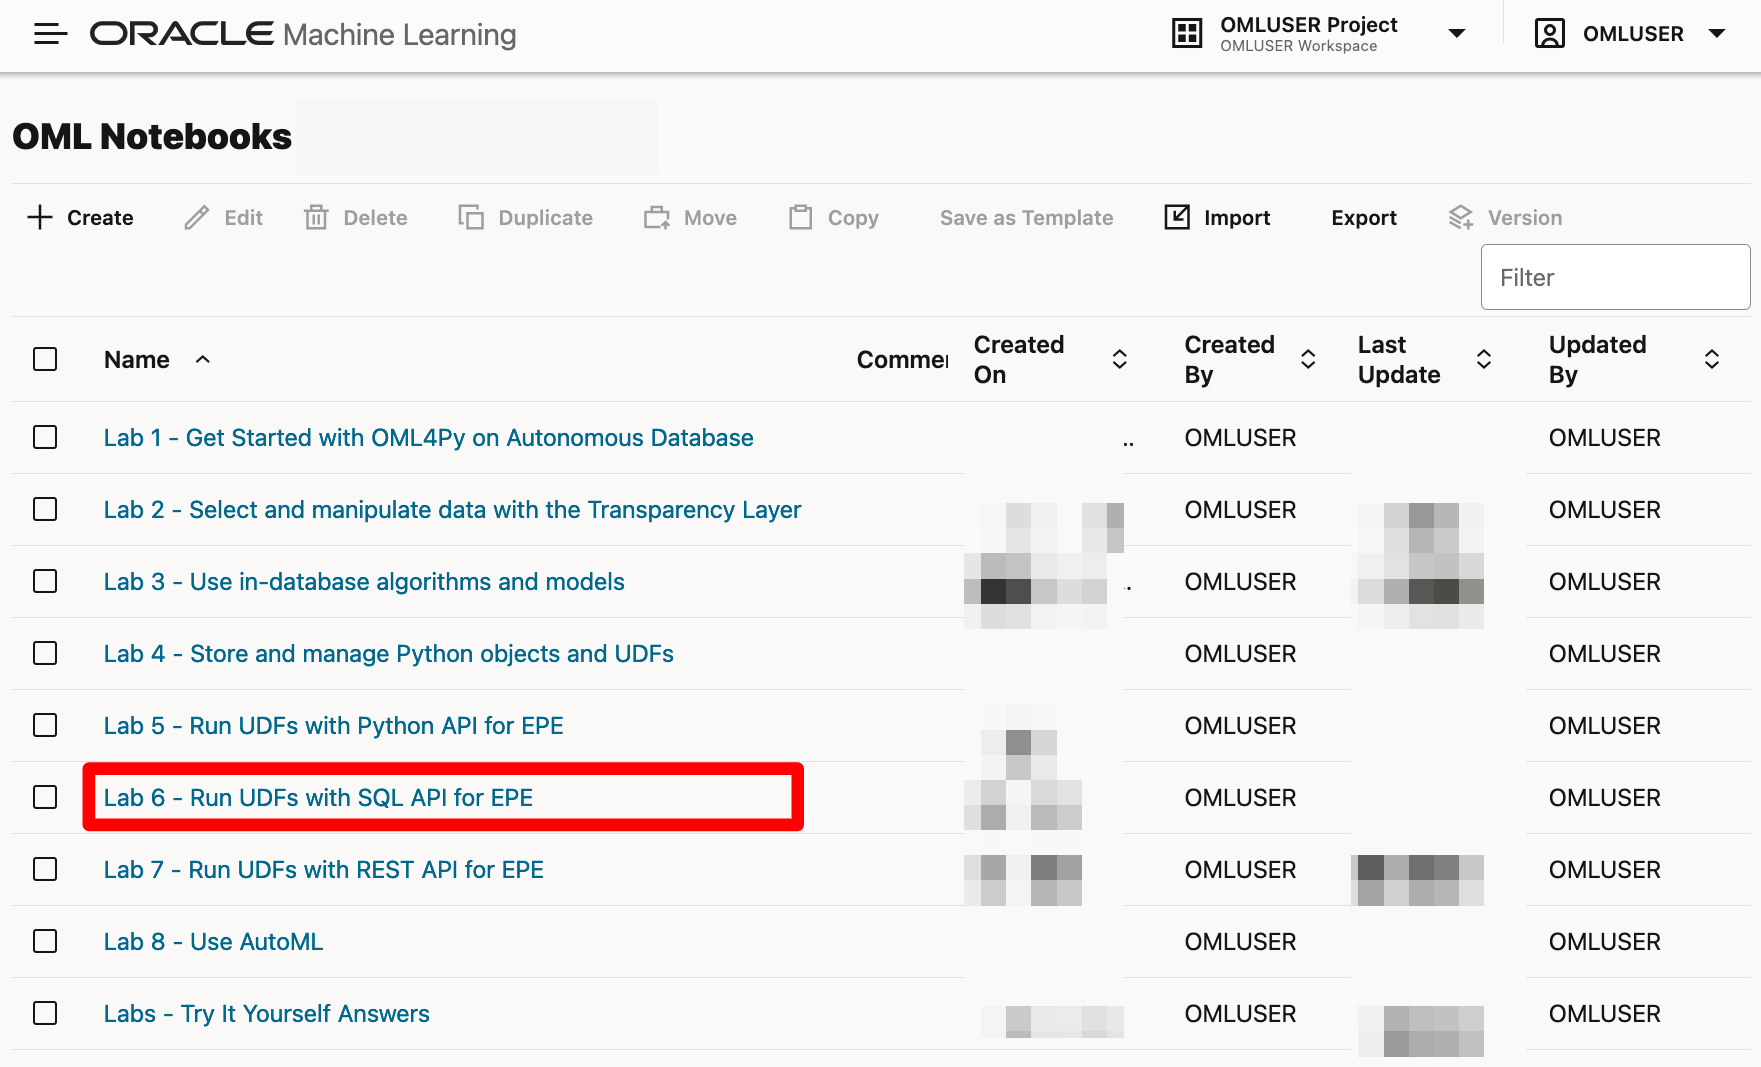 ORACLE Machine Learning
OMLUSER Project
OMLUSER Workspace
OMLUSER
OML Notebooks
Create Edit Delete Duplicate Move Copy Save as Template Import Export Version
Filter
Name Commen Created On Created By Last Update Updated By
Lab 1 - Get Started with OML4Py on Autonomous Database .. OMLUSER OMLUSER
Lab 2 - Select and manipulate data with the Transparency Layer OMLUSER OMLUSER
Lab 3 - Use in-database algorithms and models OMLUSER OMLUSER
Lab 4 - Store and manage Python objects and UDFs OMLUSER OMLUSER
Lab 5 - Run UDFs with Python API for EPE OMLUSER OMLUSER
Lab 6 - Run UDFs with SQL API for EPE OMLUSER OMLUSER
Lab 7 - Run UDFs with REST API for EPE OMLUSER OMLUSER
Lab 8 - Use AutoML OMLUSER OMLUSER
Labs - Try It Yourself Answers OMLUSER OMLUSER